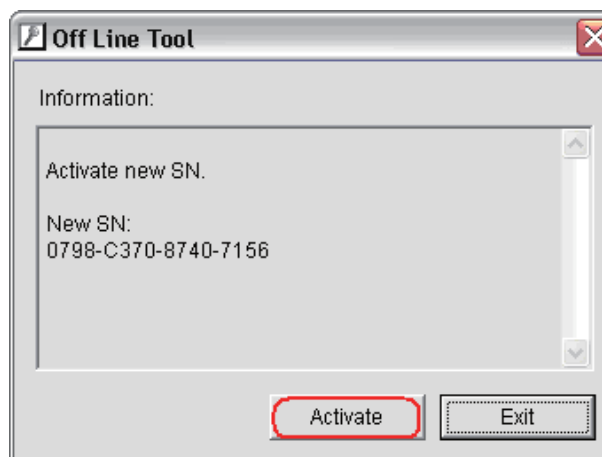 Off Line Tool
Information:
Activate new SN.
New SN:
0798-C370-8740-7156
Activate
Exit